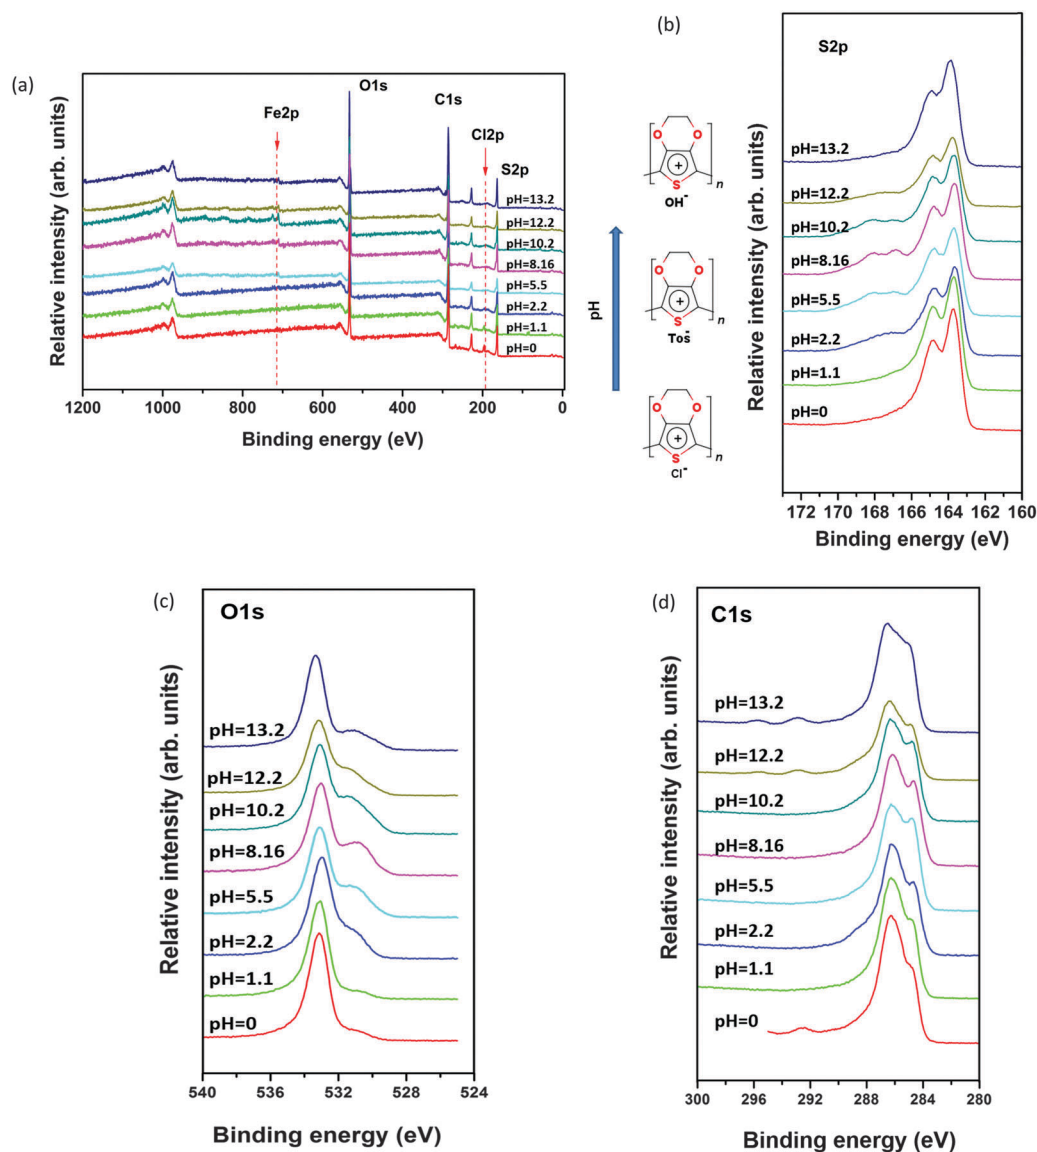 (a)
Relative intensity (arb. units)
Fe2p
O1s
C1s
Cl2p
S2p
pH=13.2
pH=12.2
pH=10.2
pH=8.16
pH=5.5
pH=2.2
pH=1.1
pH=0
1200 1000 800 600 400 200 0
Binding energy (eV)
(b)
pH
O O
S
+
n
OH-
O O
S
+
n
Tos-
O O
S
+
n
Cl-
Relative intensity (arb. units)
S2p
pH=13.2
pH=12.2
pH=10.2
pH=8.16
pH=5.5
pH=2.2
pH=1.1
pH=0
172 170 168 166 164 162 160
Binding energy (eV)
(c)
Relative intensity (arb. units)
O1s
pH=13.2
pH=12.2
pH=10.2
pH=8.16
pH=5.5
pH=2.2
pH=1.1
pH=0
540 536 532 528 524
Binding energy (eV)
(d)
Relative intensity (arb. units)
C1s
pH=13.2
pH=12.2
pH=10.2
pH=8.16
pH=5.5
pH=2.2
pH=1.1
pH=0
300 296 292 288 284 280
Binding energy (eV)